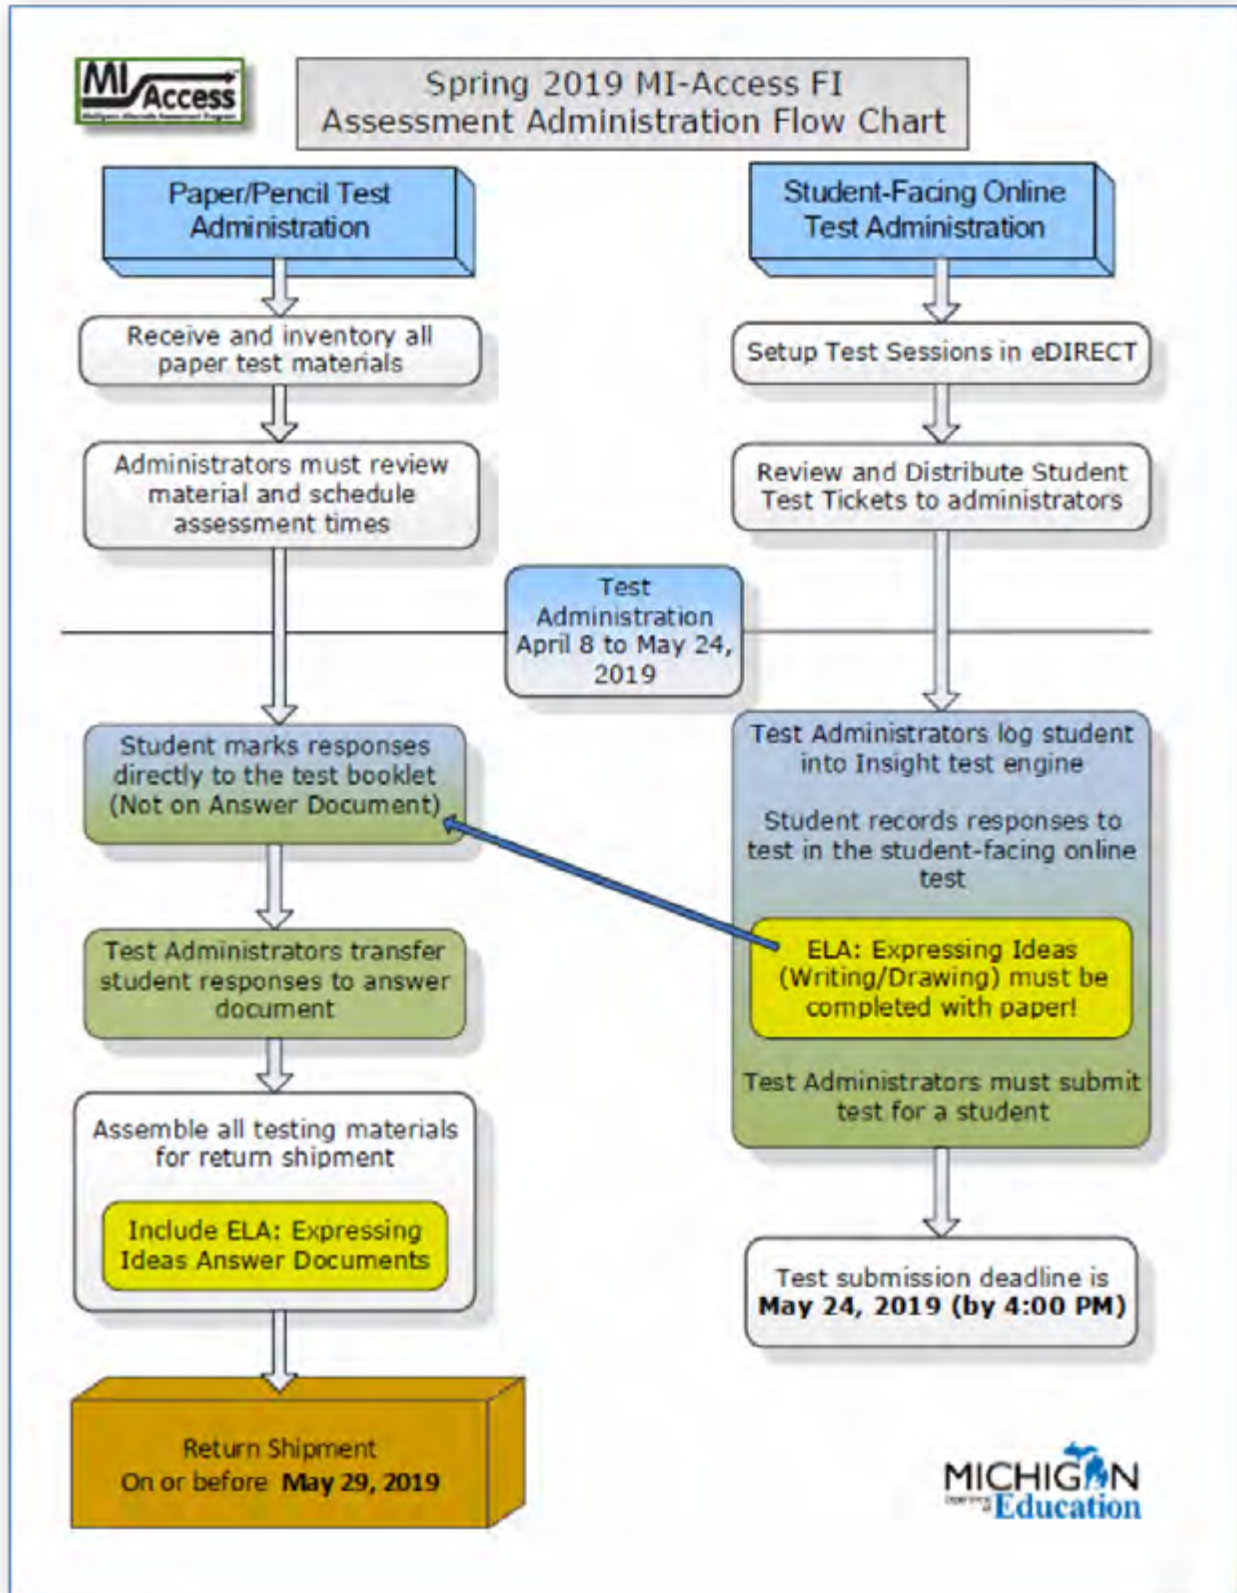 MI Access
Spring 2019 MI-Access FI
Assessment Administration Flow Chart
Paper/Pencil Test
Administration
Receive and inventory all
paper test materials
Administrators must review
material and schedule
assessment times
Student-Facing Online
Test Administration
Setup Test Sessions in eDIRECT
Review and Distribute Student
Test Tickets to administrators
Test
Administration
April 8 to May 24,
2019
Student marks responses
directly to the test booklet
(Not on Answer Document)
Test Administrators transfer
student responses to answer
document
Assemble all testing materials
for return shipment
Include ELA: Expressing
Ideas Answer Documents
Return Shipment
On or before May 29, 2019
Test Administrators log student
into Insight test engine
Student records responses to
test in the student-facing online
test
ELA: Expressing Ideas
(Writing/Drawing) must be
completed with paper!
Test Administrators must submit
test for a student
Test submission deadline is
May 24, 2019 (by 4:00 PM)
MICHIGAN
Education